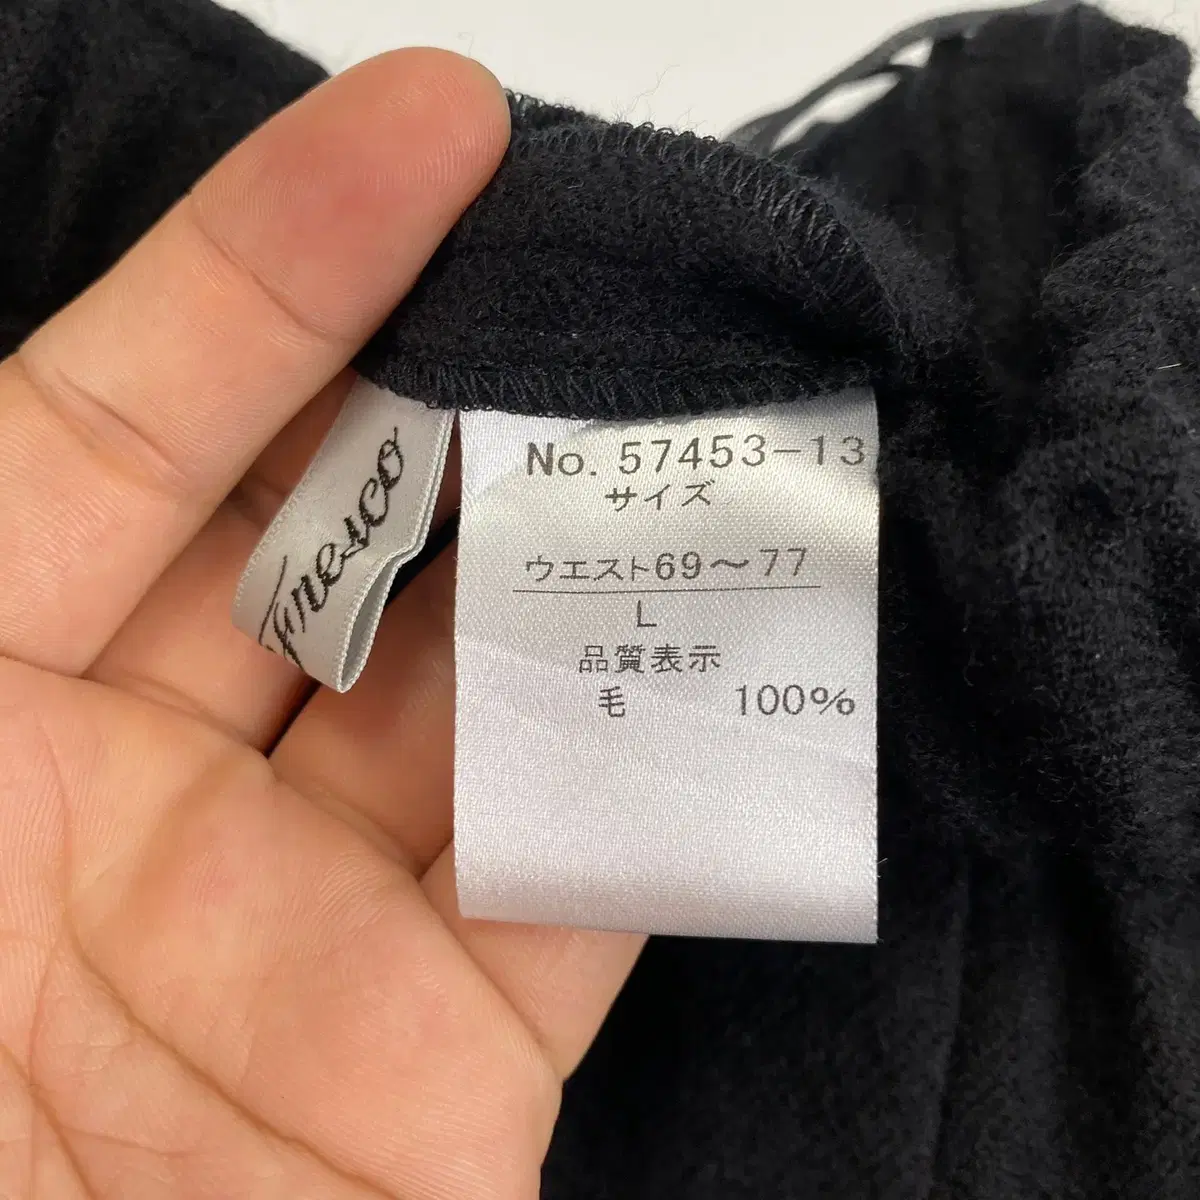 Fresco
No. 57453-13
サイズ
ウエスト69～77
L
品質表示
毛 100%